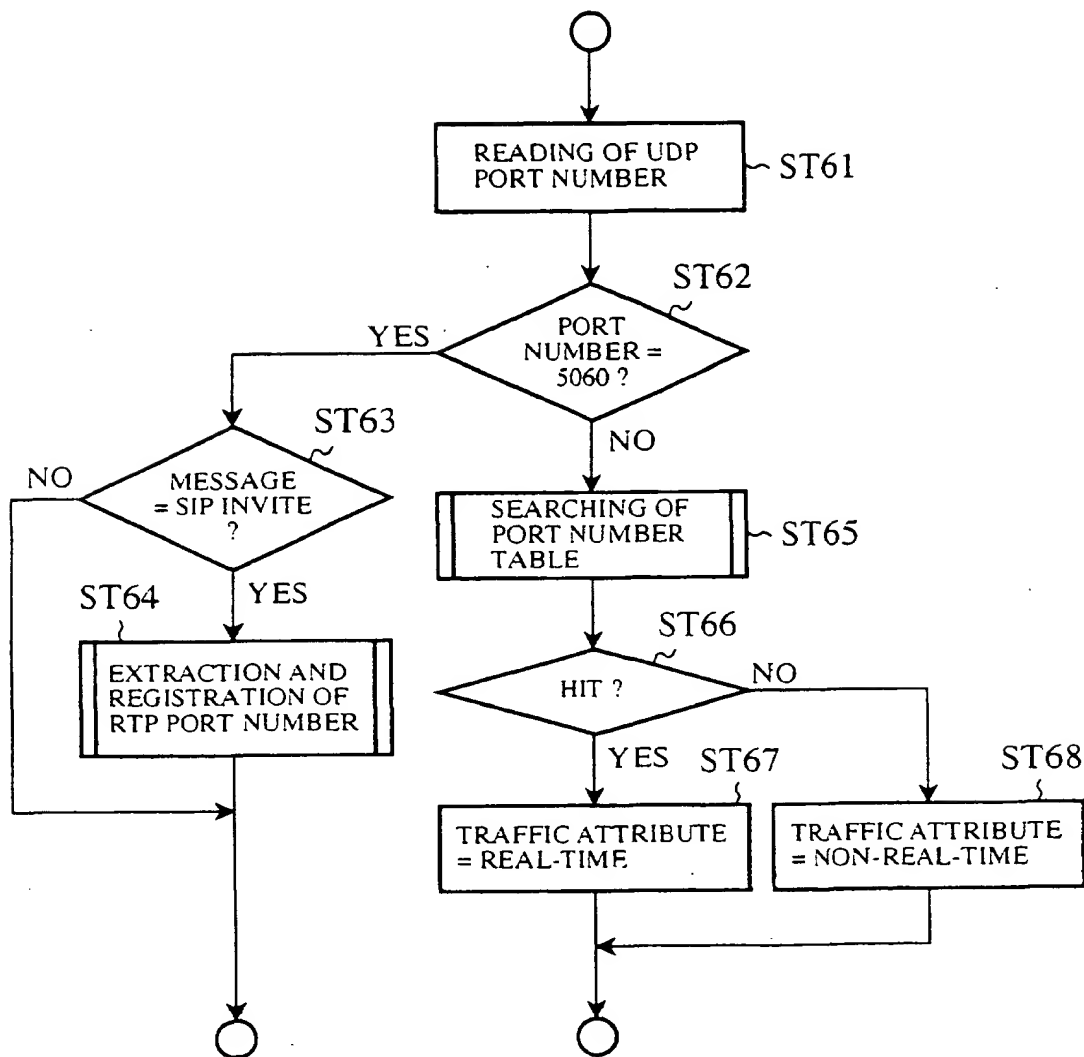 READING OF UDP
PORT NUMBER
ST61
ST62
PORT
NUMBER =
5060 ?
YES
NO
ST63
MESSAGE
= SIP INVITE
?
NO
YES
ST64
EXTRACTION AND
REGISTRATION OF
RTP PORT NUMBER
SEARCHING OF
PORT NUMBER
TABLE
ST65
ST66
HIT ?
NO
YES
ST67
TRAFFIC ATTRIBUTE
= REAL-TIME
ST68
TRAFFIC ATTRIBUTE
= NON-REAL-TIME